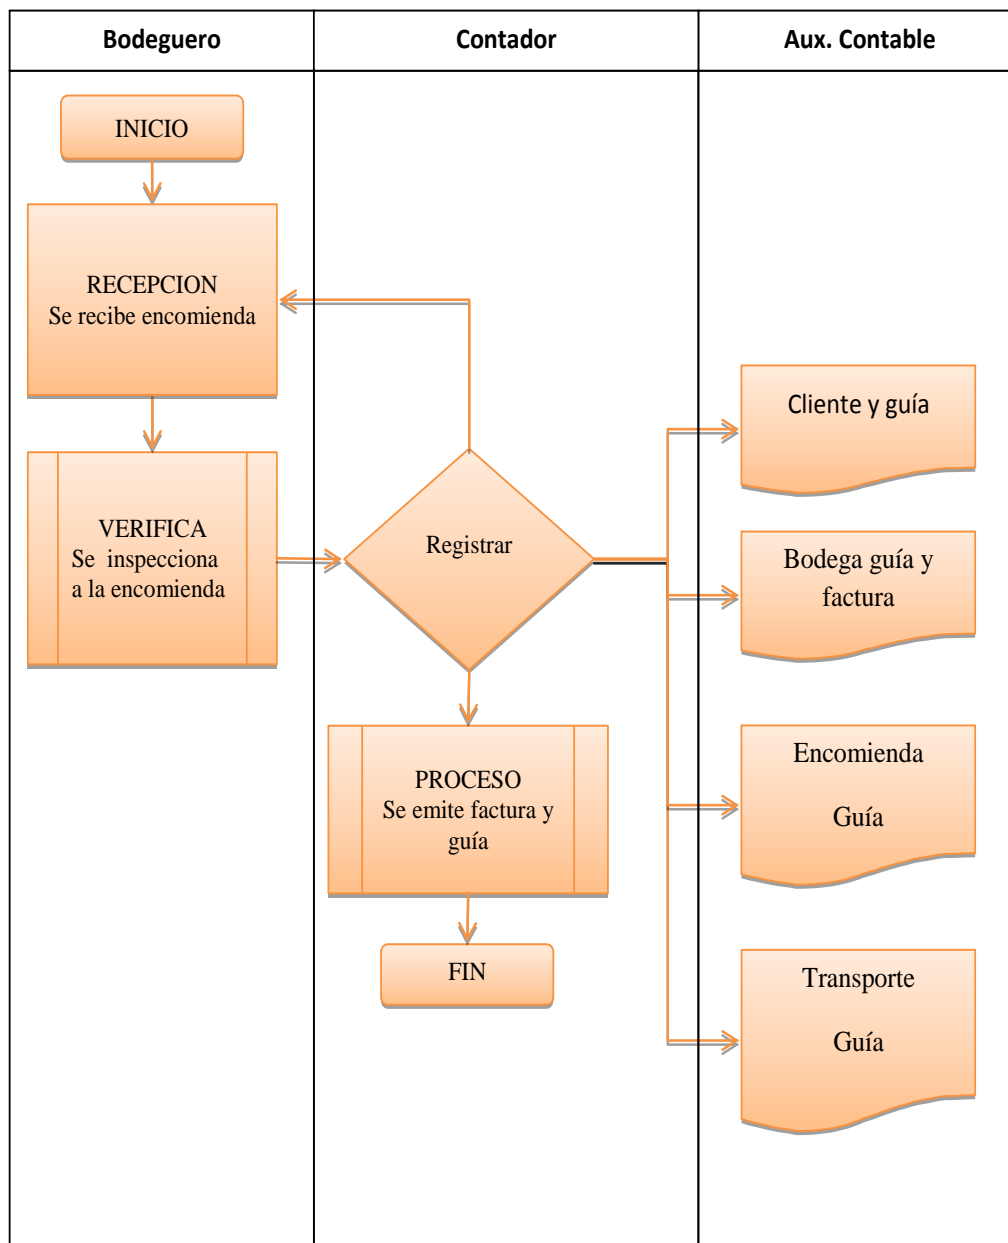 Bodeguero
Contador
Aux. Contable
INICIO
RECEPCION
Se recibe encomienda
VERIFICA
Se inspecciona
a la encomienda
Registrar
PROCESO
Se emite factura y
guía
FIN
Cliente y guía
Bodega guía y
factura
Encomienda
Guía
Transporte
Guía